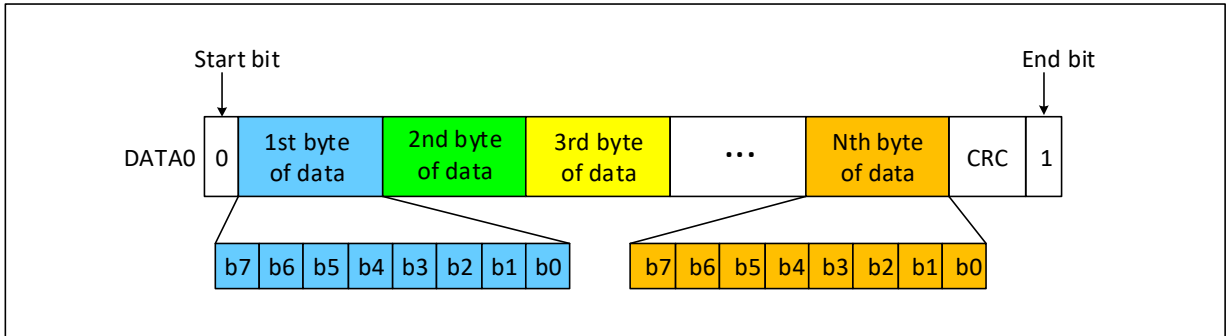 Start bit End bit
DATA0 0 1st byte of data 2nd byte of data 3rd byte of data ... Nth byte of data CRC 1
b7 b6 b5 b4 b3 b2 b1 b0 b7 b6 b5 b4 b3 b2 b1 b0